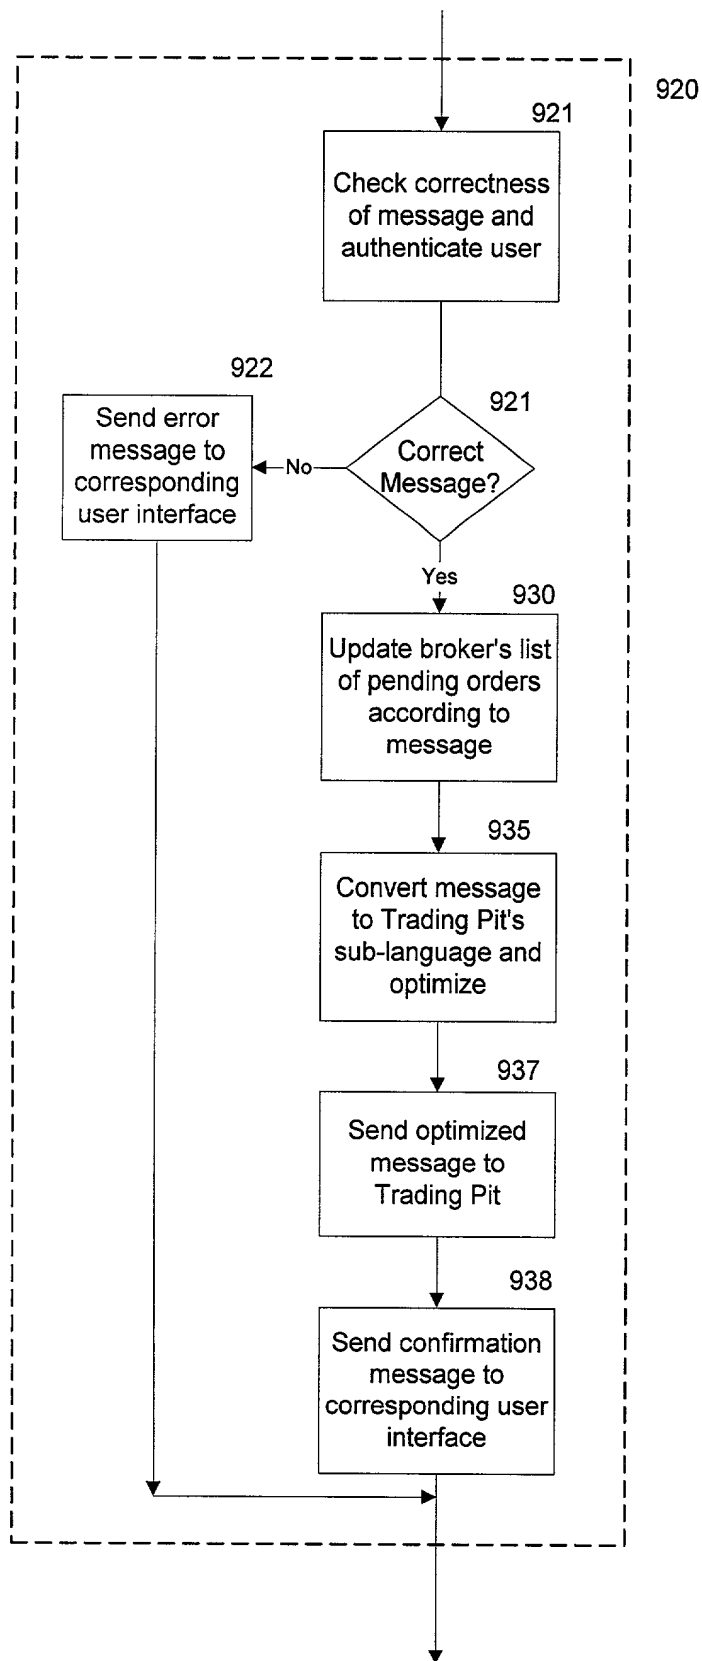 920
921
Check correctness
of message and
authenticate user
922
Send error
message to
corresponding
user interface
921
Correct
Message?
No
Yes
930
Update broker's list
of pending orders
according to
message
935
Convert message
to Trading Pit's
sub-language and
optimize
937
Send optimized
message to
Trading Pit
938
Send confirmation
message to
corresponding user
interface